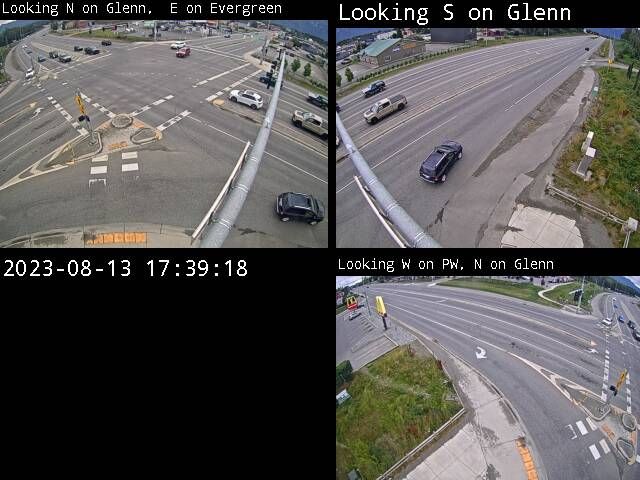 Looking N on Glenn,  E on Evergreen
Looking S on Glenn
2023-08-13 17:39:18
Looking W on PW, N on Glenn